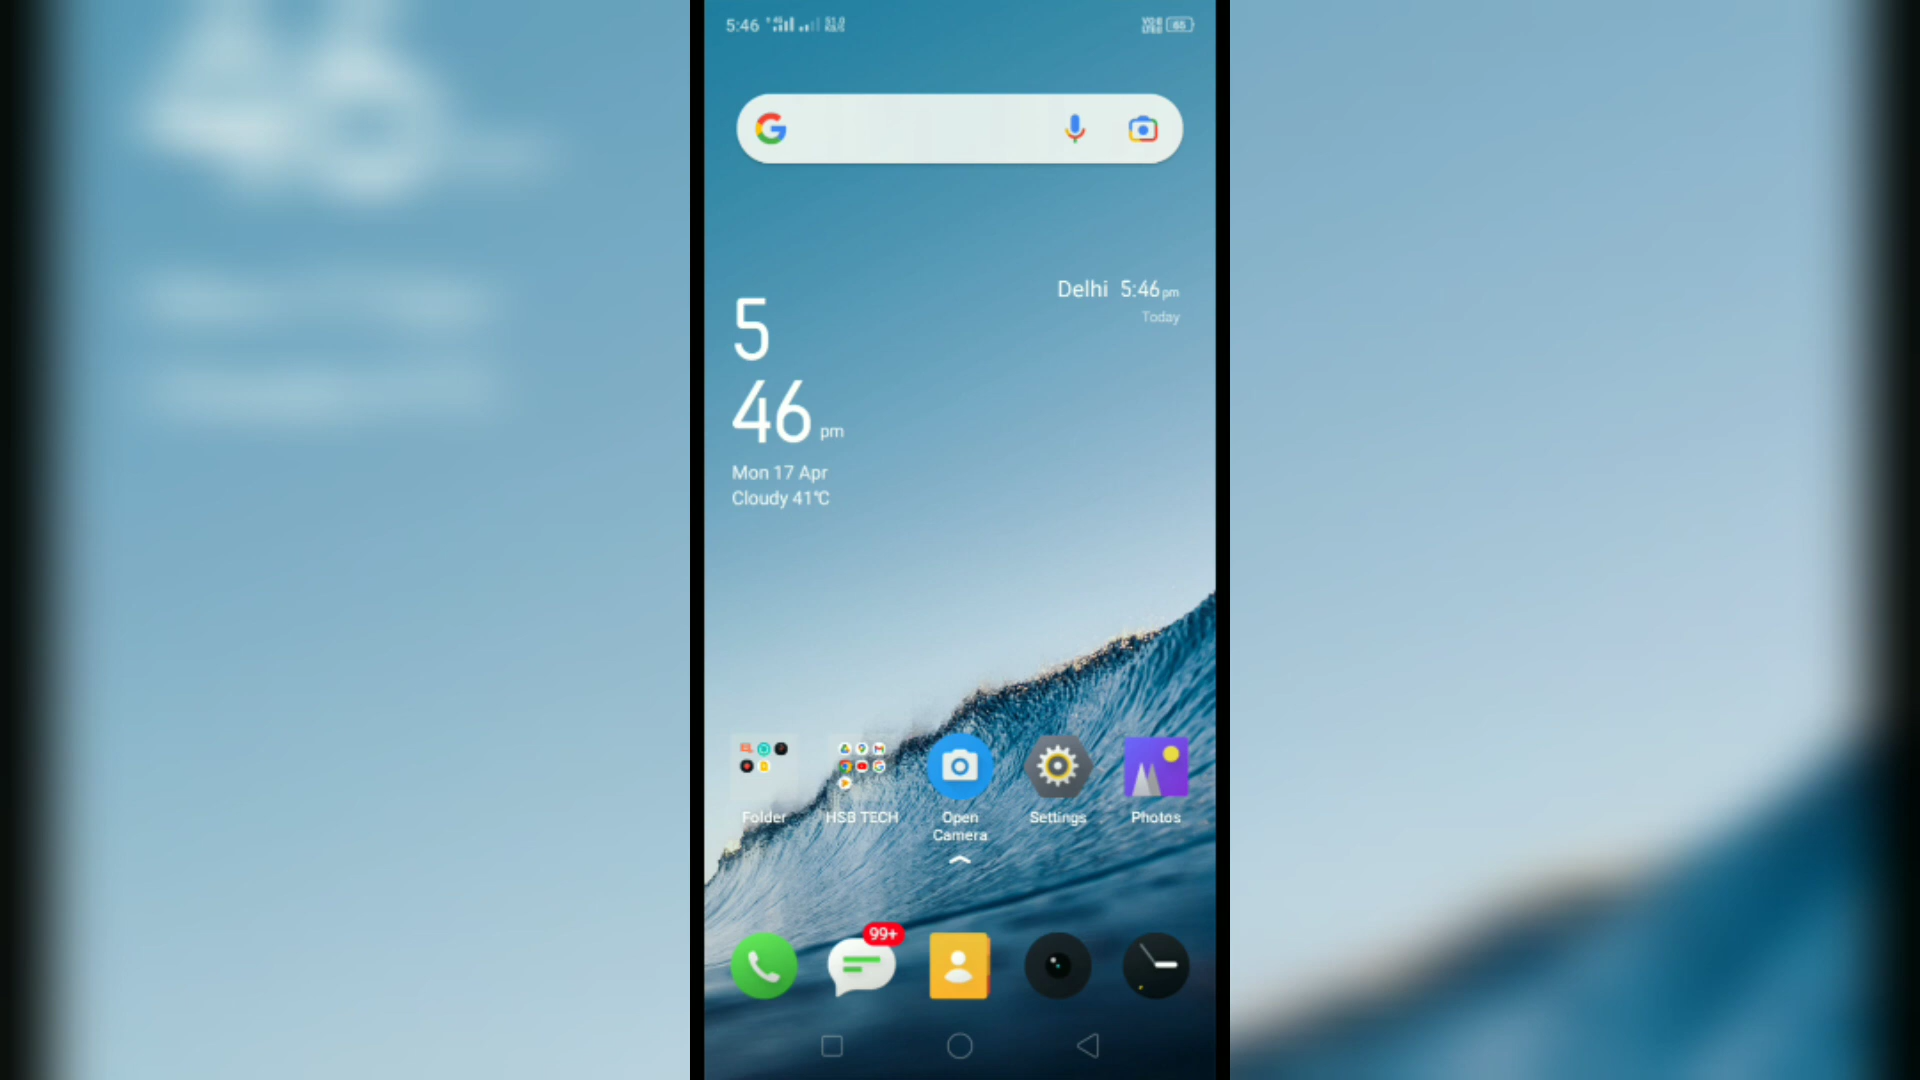 5:46
65
Delhi 5:46 pm
Today
5
46 pm
Mon 17 Apr
Cloudy 41°C
Folder
HSB TECH
Open
Camera
Settings
Photos
99+